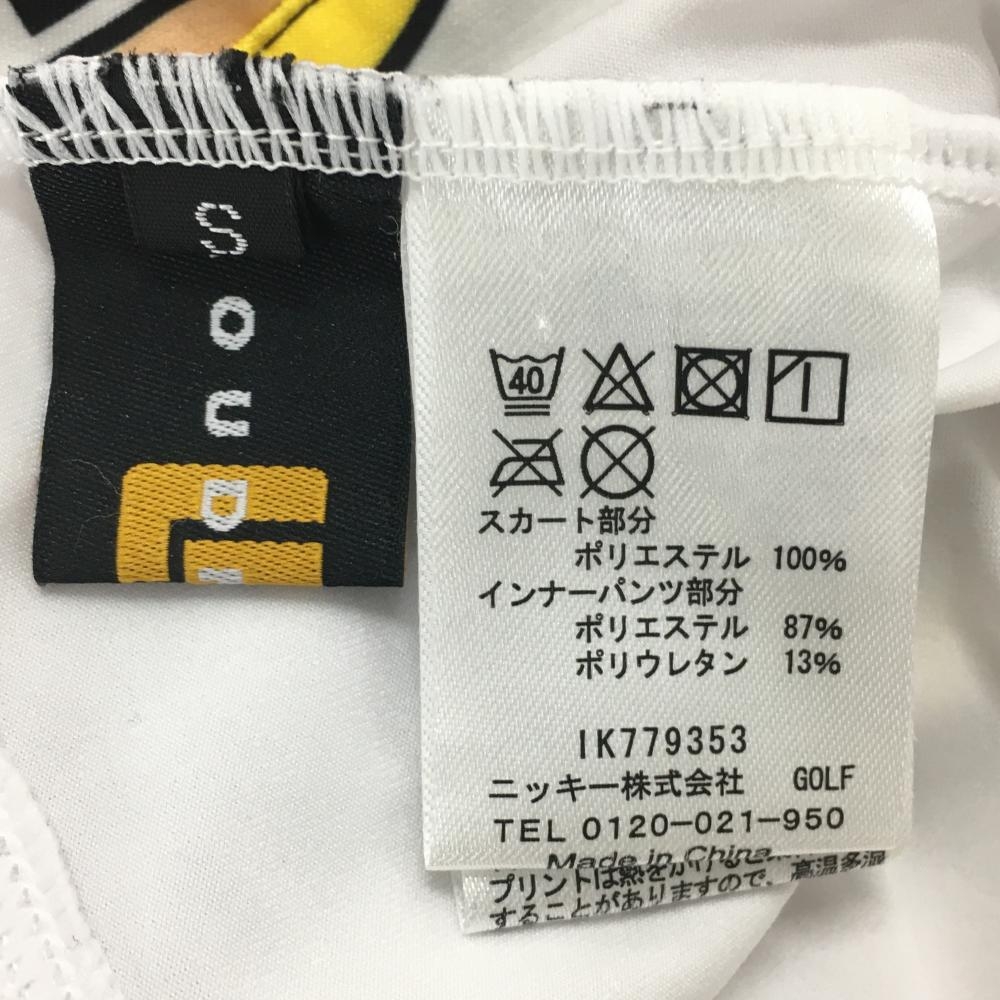 S
O
U
D
40
スカート部分
ポリエステル 100%
インナーパンツ部分
ポリエステル 87%
ポリウレタン 13%
IK779353
ニッキー株式会社 GOLF
TEL 0120-021-950
Made in China
プリントは熱をかけ 高温多湿
することがありますので、